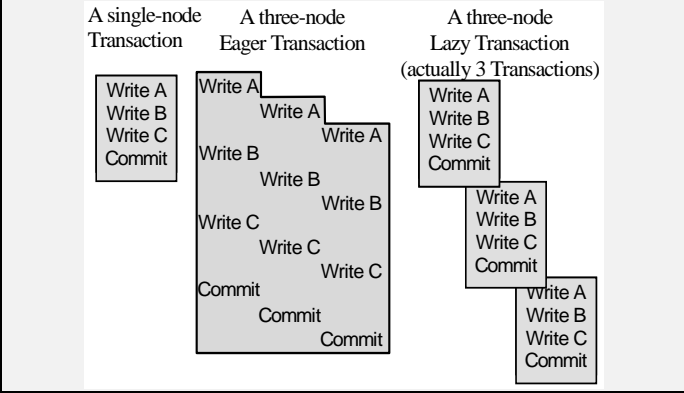 A single-node
Transaction
A three-node
Eager Transaction
A three-node
Lazy Transaction
(actually 3 Transactions)
Write A
Write B
Write C
Commit
Write A
Write A
Write A
Write B
Write B
Write B
Write C
Write C
Write C
Commit
Commit
Commit
Write A
Write B
Write C
Commit
Write A
Write B
Write C
Commit
Write A
Write B
Write C
Commit